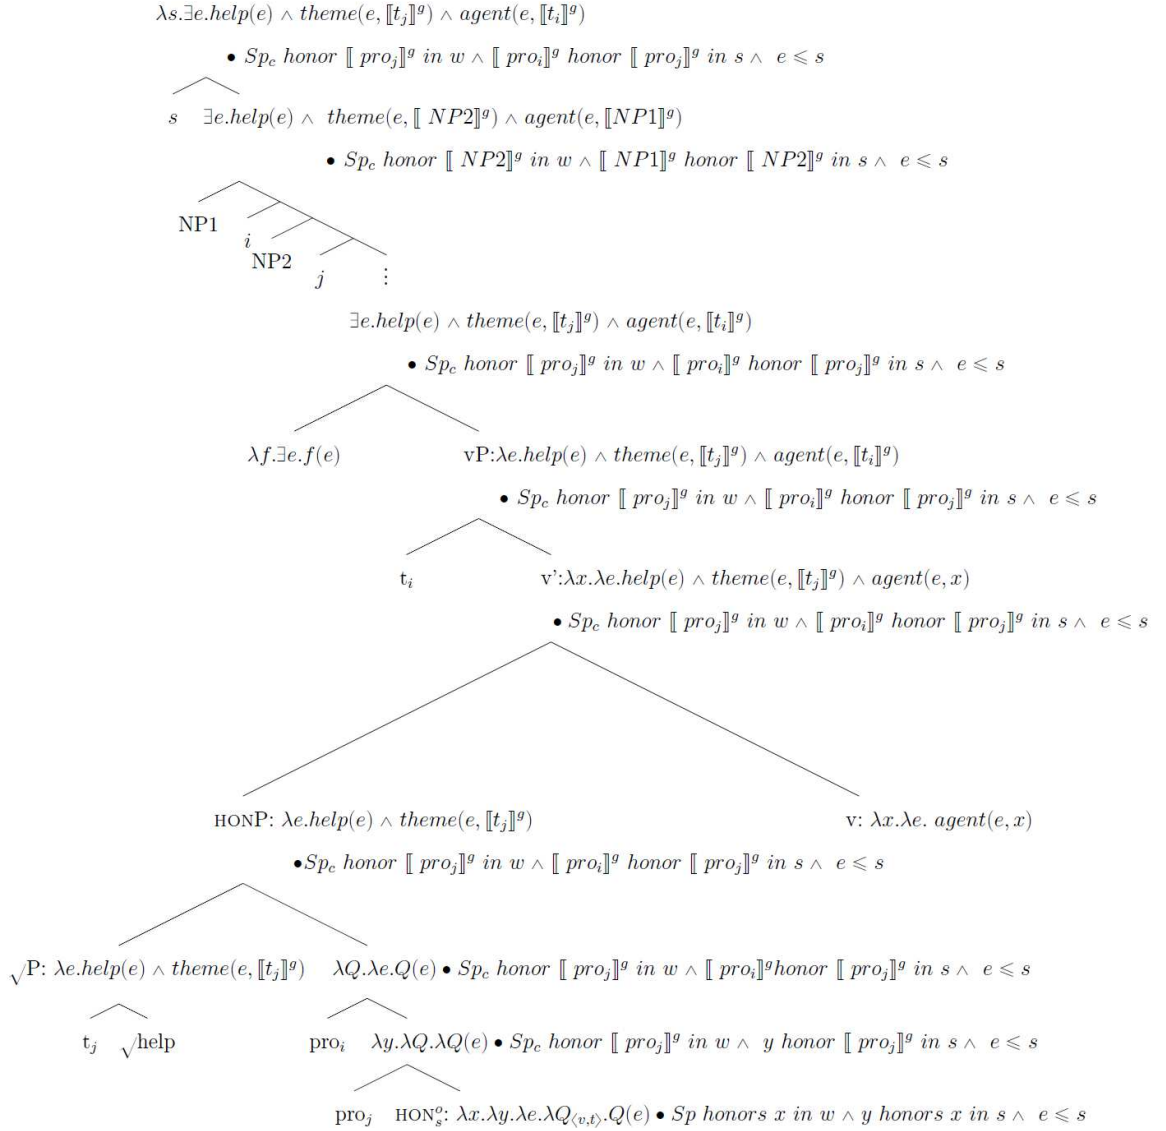 λs.∃e.help(e) ∧ theme(e, ⟦t_j⟧^g) ∧ agent(e, ⟦t_i⟧^g)
• Sp_c honor ⟦ pro_j⟧^g in w ∧ ⟦ pro_i⟧^g honor ⟦ pro_j⟧^g in s ∧ e ⩽ s
s ∃e.help(e) ∧ theme(e, ⟦ NP2⟧^g) ∧ agent(e, ⟦NP1⟧^g)
• Sp_c honor ⟦ NP2⟧^g in w ∧ ⟦ NP1⟧^g honor ⟦ NP2⟧^g in s ∧ e ⩽ s
NP1
i
NP2
j ⋮
∃e.help(e) ∧ theme(e, ⟦t_j⟧^g) ∧ agent(e, ⟦t_i⟧^g)
• Sp_c honor ⟦ pro_j⟧^g in w ∧ ⟦ pro_i⟧^g honor ⟦ pro_j⟧^g in s ∧ e ⩽ s
λf.∃e.f(e) vP:λe.help(e) ∧ theme(e, ⟦t_j⟧^g) ∧ agent(e, ⟦t_i⟧^g)
• Sp_c honor ⟦ pro_j⟧^g in w ∧ ⟦ pro_i⟧^g honor ⟦ pro_j⟧^g in s ∧ e ⩽ s
t_i v':λx.λe.help(e) ∧ theme(e, ⟦t_j⟧^g) ∧ agent(e, x)
• Sp_c honor ⟦ pro_j⟧^g in w ∧ ⟦ pro_i⟧^g honor ⟦ pro_j⟧^g in s ∧ e ⩽ s
HONP: λe.help(e) ∧ theme(e, ⟦t_j⟧^g) v: λx.λe. agent(e, x)
•Sp_c honor ⟦ pro_j⟧^g in w ∧ ⟦ pro_i⟧^g honor ⟦ pro_j⟧^g in s ∧ e ⩽ s
√P: λe.help(e) ∧ theme(e, ⟦t_j⟧^g) λQ.λe.Q(e) • Sp_c honor ⟦ pro_j⟧^g in w ∧ ⟦ pro_i⟧^g honor ⟦ pro_j⟧^g in s ∧ e ⩽ s
t_j √help pro_i λy.λQ.λQ(e) • Sp_c honor ⟦ pro_j⟧^g in w ∧ y honor ⟦ pro_j⟧^g in s ∧ e ⩽ s
pro_j HON^o_s: λx.λy.λe.λQ_⟨v,t⟩.Q(e) • Sp honors x in w ∧ y honors x in s ∧ e ⩽ s